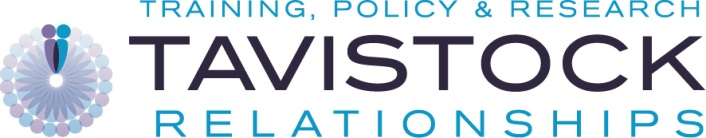 TRAINING, POLICY & RESEARCH
TAVISTOCK
RELATIONSHIPS